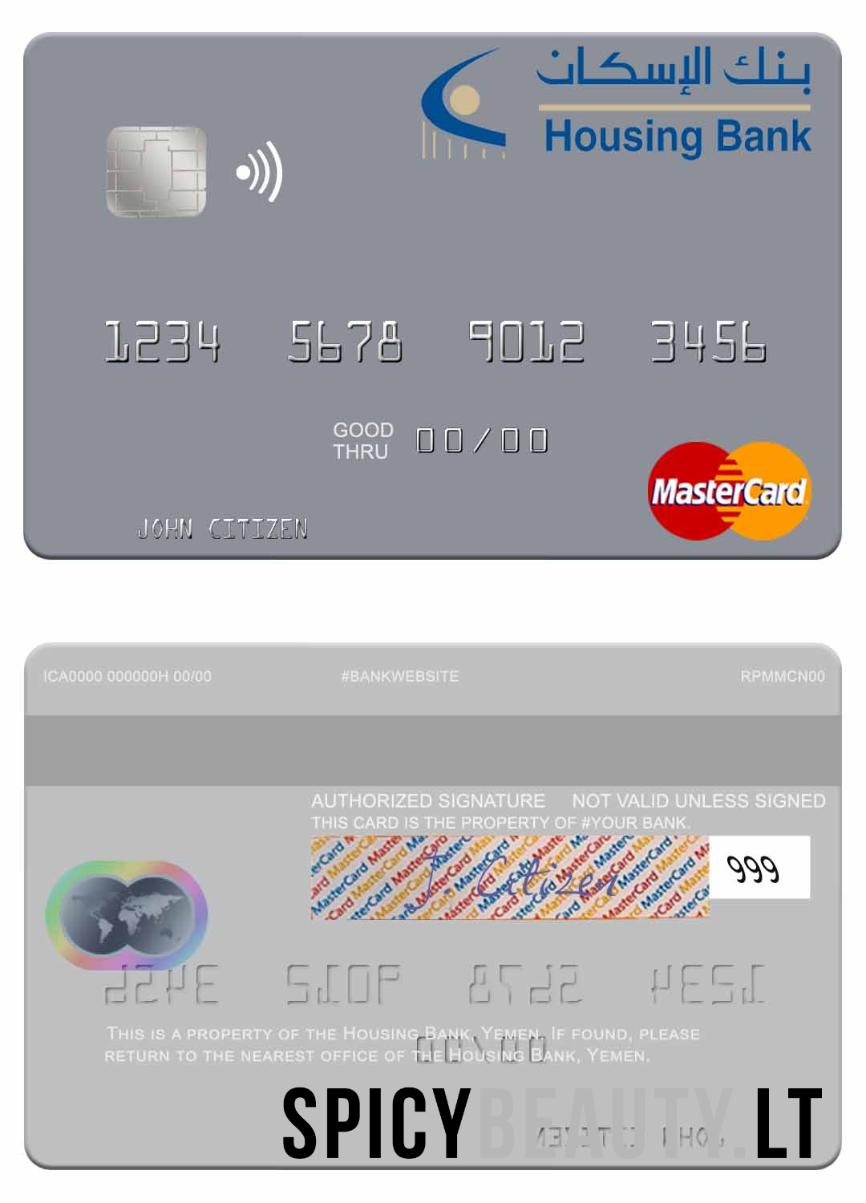 بنك الإسكان
Housing Bank
1234 5678 9012 3456
GOOD
THRU 00/00
JOHN CITIZEN
MasterCard
ICA0000 000000H 00/00 #BANKWEBSITE RPMMCN00
AUTHORIZED SIGNATURE NOT VALID UNLESS SIGNED
THIS CARD IS THE PROPERTY OF #YOUR BANK.
J Citizen 999
THIS IS A PROPERTY OF THE HOUSING BANK, YEMEN. IF FOUND, PLEASE
RETURN TO THE NEAREST OFFICE OF THE HOUSING BANK, YEMEN.
SPICYBEAUTY.LT